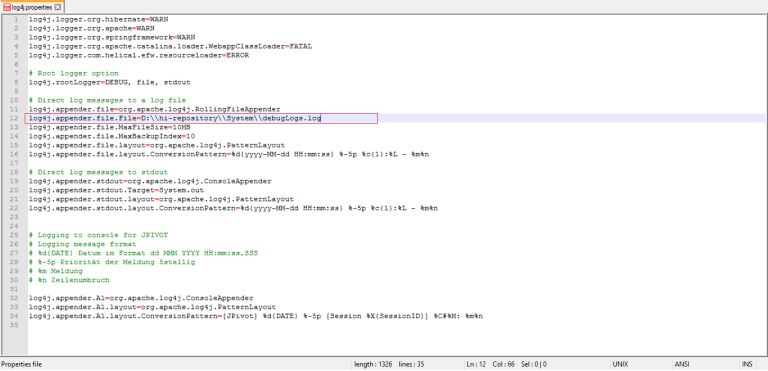 log4j.properties
1 log4j.logger.org.hibernate=WARN
2 log4j.logger.org.apache=WARN
3 log4j.logger.org.springframework=WARN
4 log4j.logger.org.apache.catalina.loader.WebappClassLoader=FATAL
5 log4j.logger.com.helical.efw.resourceloader=ERROR
6
7 # Root logger option
8 log4j.rootLogger=DEBUG, file, stdout
9
10 # Direct log messages to a log file
11 log4j.appender.file=org.apache.log4j.RollingFileAppender
12 log4j.appender.file.File=D:\\hi-repository\\System\\debugLogs.log
13 log4j.appender.file.MaxFileSize=10MB
14 log4j.appender.file.MaxBackupIndex=10
15 log4j.appender.file.layout=org.apache.log4j.PatternLayout
16 log4j.appender.file.layout.ConversionPattern=%d{yyyy-MM-dd HH:mm:ss} %-5p %c{1}:%L - %m%n
17
18 # Direct log messages to stdout
19 log4j.appender.stdout=org.apache.log4j.ConsoleAppender
20 log4j.appender.stdout.Target=System.out
21 log4j.appender.stdout.layout=org.apache.log4j.PatternLayout
22 log4j.appender.stdout.layout.ConversionPattern=%d{yyyy-MM-dd HH:mm:ss} %-5p %c{1}:%L - %m%n
23
24
25 # Logging to console for JPIVOT
26 # Logging message format
27 # %d{DATE} Datum im Format dd MMM YYYY HH:mm:ss,SSS
28 # %-5p Priorität der Meldung 5stellig
29 # %m Meldung
30 # %n Zeilenumbruch
31
32 log4j.appender.A1=org.apache.log4j.ConsoleAppender
33 log4j.appender.A1.layout=org.apache.log4j.PatternLayout
34 log4j.appender.A1.layout.ConversionPattern=[JPivot] %d{DATE} %-5p [Session %X{SessionID}] %C#%M: %m%n
35
Properties file length : 1326 lines : 35 Ln : 12 Col : 66 Sel : 0 | 0 UNIX ANSI INS